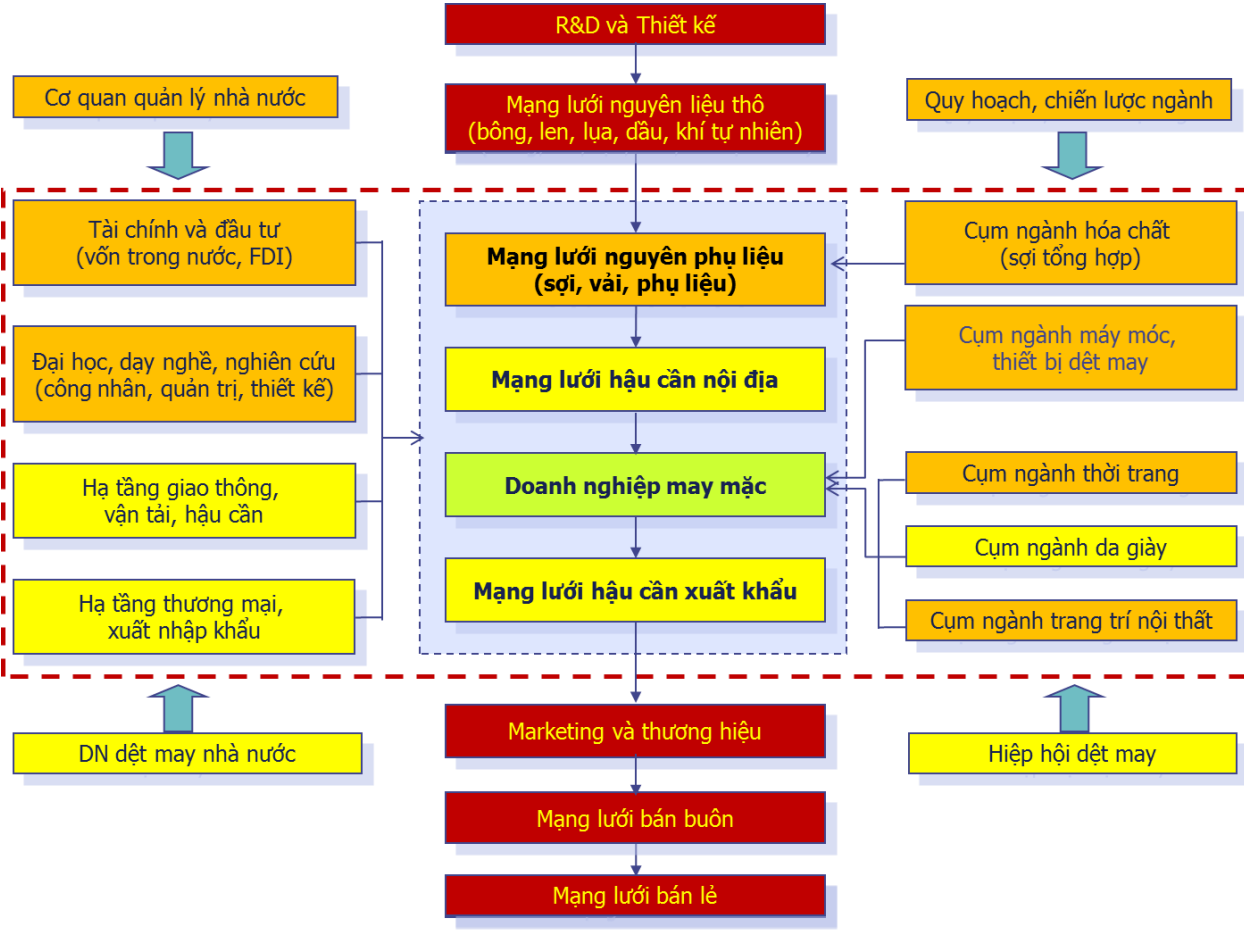 R&D và Thiết kế
Cơ quan quản lý nhà nước
Mạng lưới nguyên liệu thô
(bông, len, lụa, dầu, khí tự nhiên)
Quy hoạch, chiến lược ngành
Tài chính và đầu tư
(vốn trong nước, FDI)
Đại học, dạy nghề, nghiên cứu
(công nhân, quản trị, thiết kế)
Hạ tầng giao thông,
vận tải, hậu cần
Hạ tầng thương mại,
xuất nhập khẩu
Mạng lưới nguyên phụ liệu
(sợi, vải, phụ liệu)
Mạng lưới hậu cần nội địa
Doanh nghiệp may mặc
Mạng lưới hậu cần xuất khẩu
Cụm ngành hóa chất
(sợi tổng hợp)
Cụm ngành máy móc,
thiết bị dệt may
Cụm ngành thời trang
Cụm ngành da giày
Cụm ngành trang trí nội thất
DN dệt may nhà nước
Marketing và thương hiệu
Hiệp hội dệt may
Mạng lưới bán buôn
Mạng lưới bán lẻ